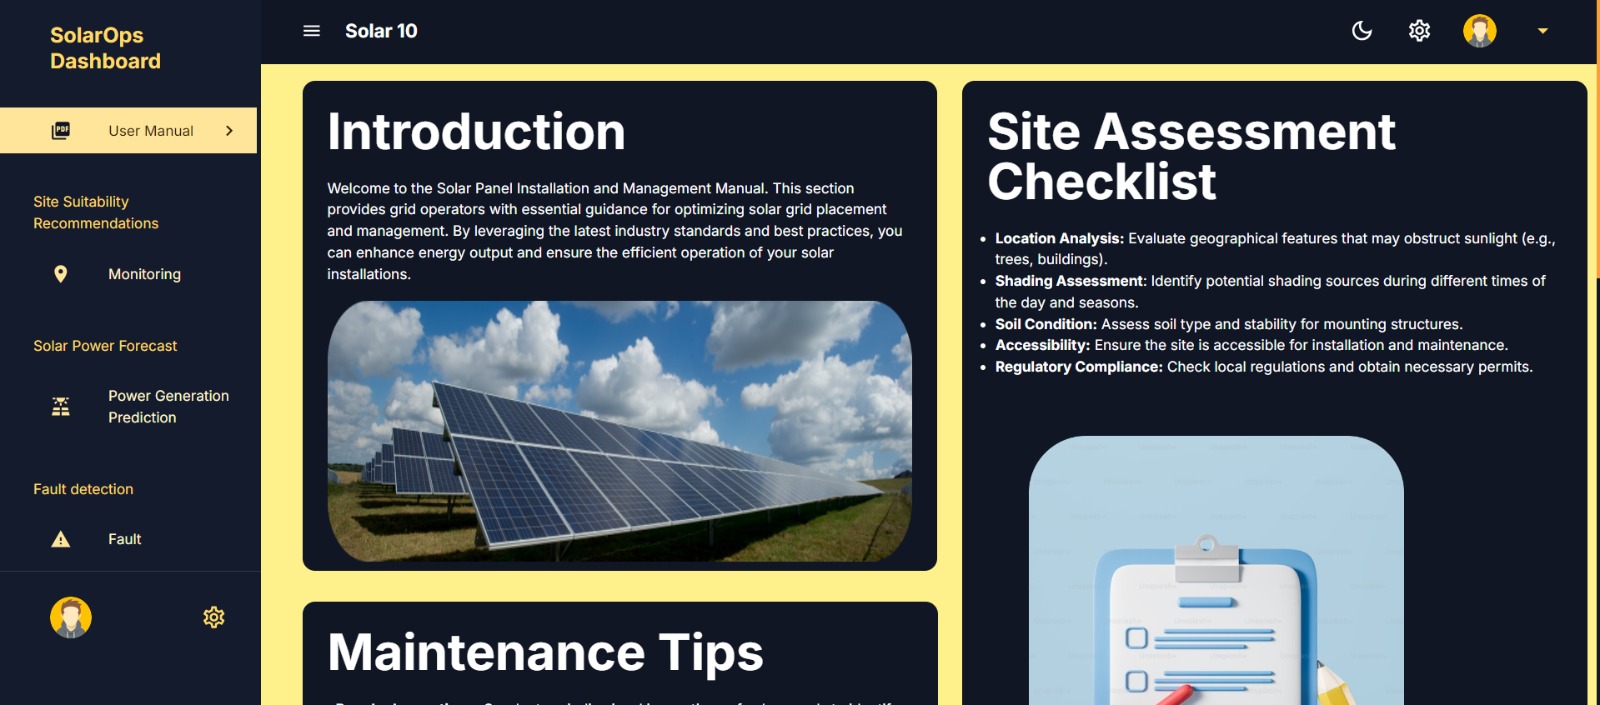 SolarOps
Dashboard
User Manual
Site Suitability
Recommendations
Monitoring
Solar Power Forecast
Power Generation
Prediction
Fault detection
Fault
Solar 10
Introduction
Welcome to the Solar Panel Installation and Management Manual. This section
provides grid operators with essential guidance for optimizing solar grid placement
and management. By leveraging the latest industry standards and best practices, you
can enhance energy output and ensure the efficient operation of your solar
installations.
Maintenance Tips
Site Assessment
Checklist
• Location Analysis: Evaluate geographical features that may obstruct sunlight (e.g.,
trees, buildings).
• Shading Assessment: Identify potential shading sources during different times of
the day and seasons.
• Soil Condition: Assess soil type and stability for mounting structures.
• Accessibility: Ensure the site is accessible for installation and maintenance.
• Regulatory Compliance: Check local regulations and obtain necessary permits.